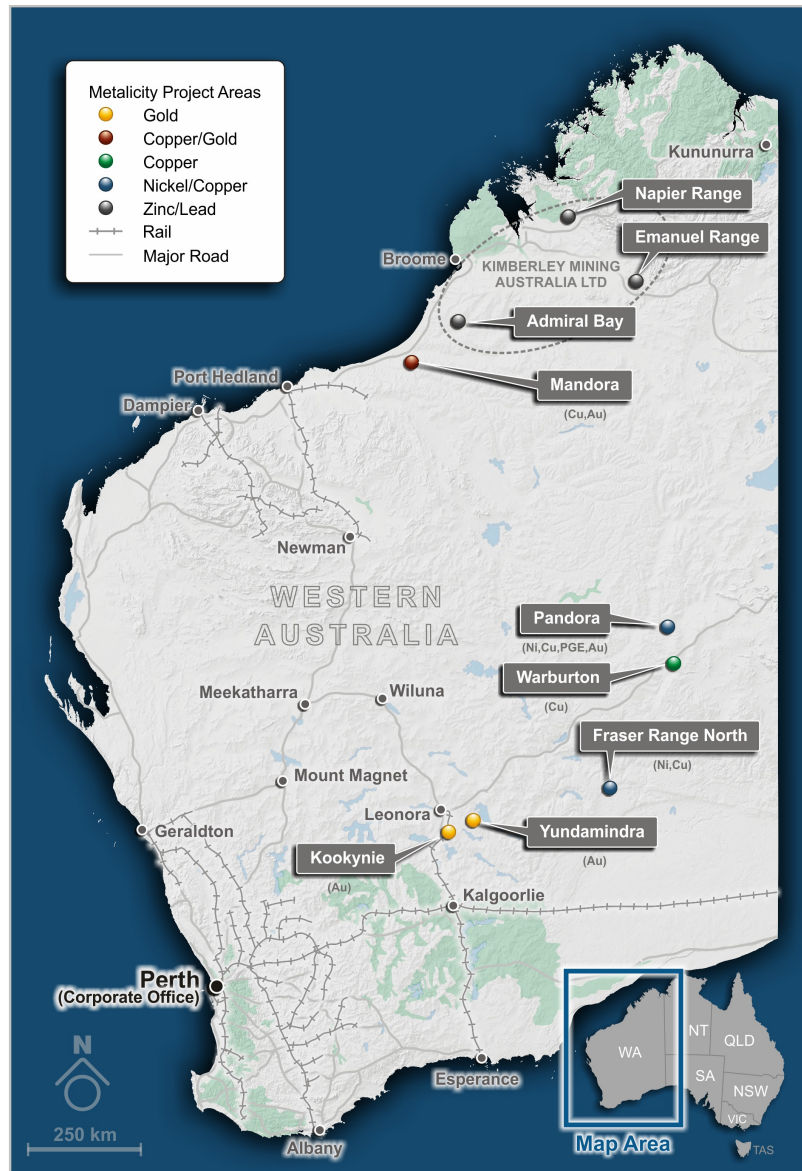 Metalicity Project Areas
Gold
Copper/Gold
Copper
Nickel/Copper
Zinc/Lead
Rail
Major Road
Kununurra
Napier Range
Emanuel Range
Broome
KIMBERLEY MINING
AUSTRALIA LTD
Admiral Bay
Port Hedland
Mandora
(Cu,Au)
Dampier
Newman
WESTERN
AUSTRALIA
Pandora
(Ni,Cu,PGE,Au)
Warburton
(Cu)
Meekatharra
Wiluna
Fraser Range North
(Ni,Cu)
Mount Magnet
Leonora
Geraldton
Yundamindra
(Au)
Kookynie
(Au)
Kalgoorlie
Perth
(Corporate Office)
N
250 km
Esperance
Albany
WA
NT
QLD
SA
NSW
VIC
TAS
Map Area